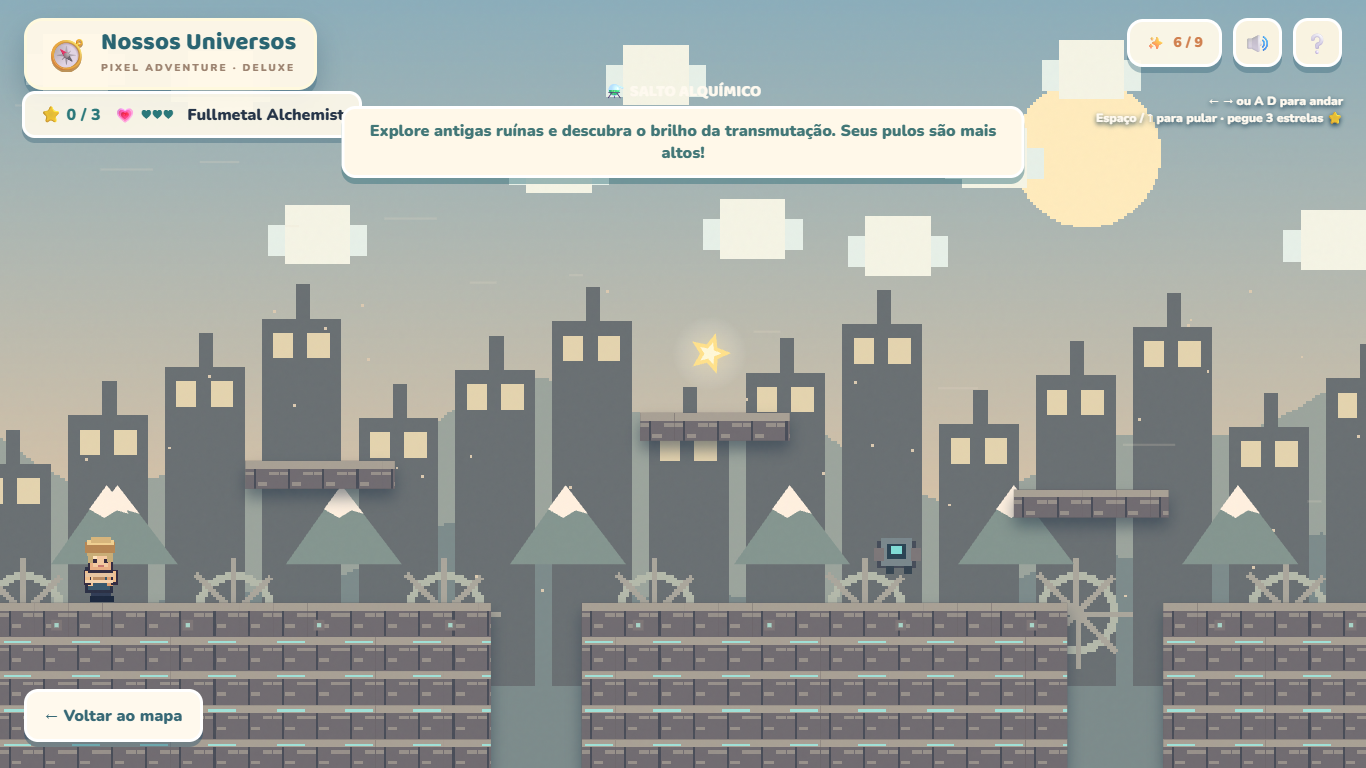 Nossos Universos
PIXEL ADVENTURE · DELUXE
0 / 3 ♥♥♥ Fullmetal Alchemist
SALTO ALQUÍMICO
Explore antigas ruínas e descubra o brilho da transmutação. Seus pulos são mais
altos!
6 / 9
?
← → ou A D para andar
Espaço / ↑ para pular · pegue 3 estrelas
← Voltar ao mapa